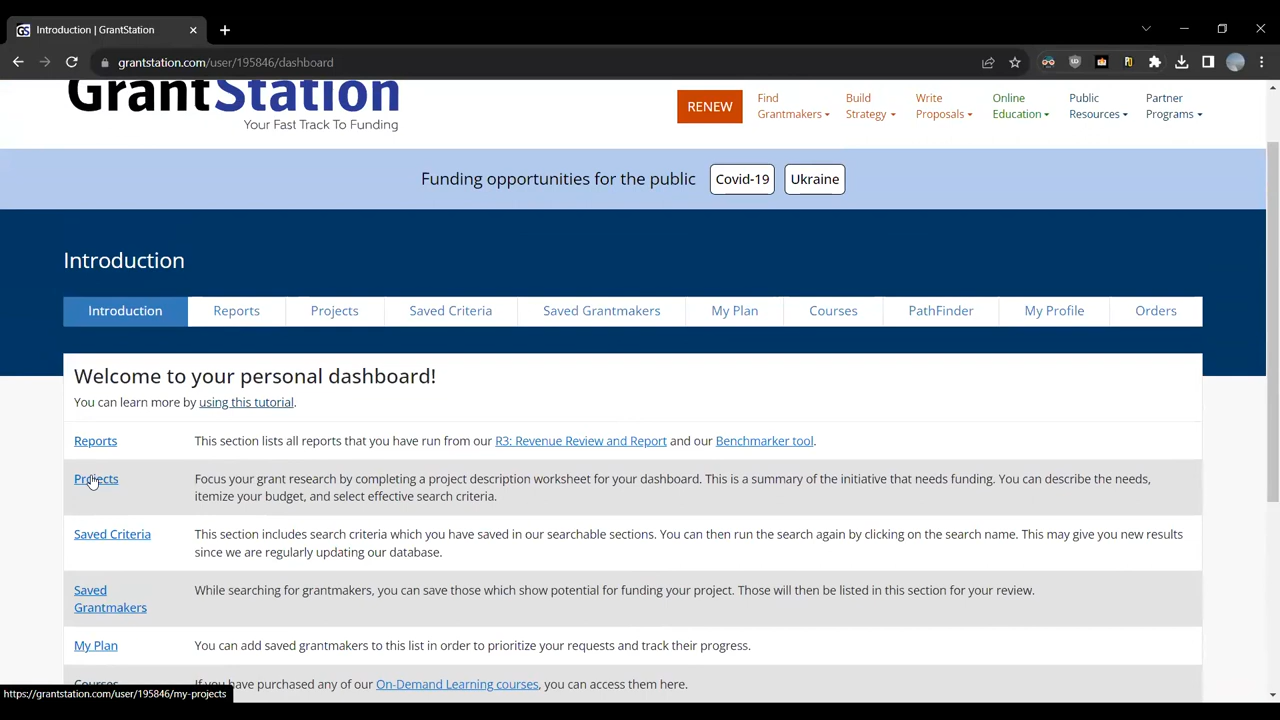 Introduction | GrantStation
grantstation.com/user/195846/dashboard
GrantStation
Your Fast Track To Funding
RENEW
Find Grantmakers
Build Strategy
Write Proposals
Online Education
Public Resources
Partner Programs
Funding opportunities for the public Covid-19 Ukraine
Introduction
Introduction Reports Projects Saved Criteria Saved Grantmakers My Plan Courses PathFinder My Profile Orders
Welcome to your personal dashboard!
You can learn more by using this tutorial.
Reports This section lists all reports that you have run from our R3: Revenue Review and Report and our Benchmarker tool.
Projects Focus your grant research by completing a project description worksheet for your dashboard. This is a summary of the initiative that needs funding. You can describe the needs,
itemize your budget, and select effective search criteria.
Saved Criteria This section includes search criteria which you have saved in our searchable sections. You can then run the search again by clicking on the search name. This may give you new results
since we are regularly updating our database.
Saved While searching for grantmakers, you can save those which show potential for funding your project. Those will then be listed in this section for your review.
Grantmakers
My Plan You can add saved grantmakers to this list in order to prioritize your requests and track their progress.
Courses If you have purchased any of our On-Demand Learning courses, you can access them here.
https://grantstation.com/user/195846/my-projects